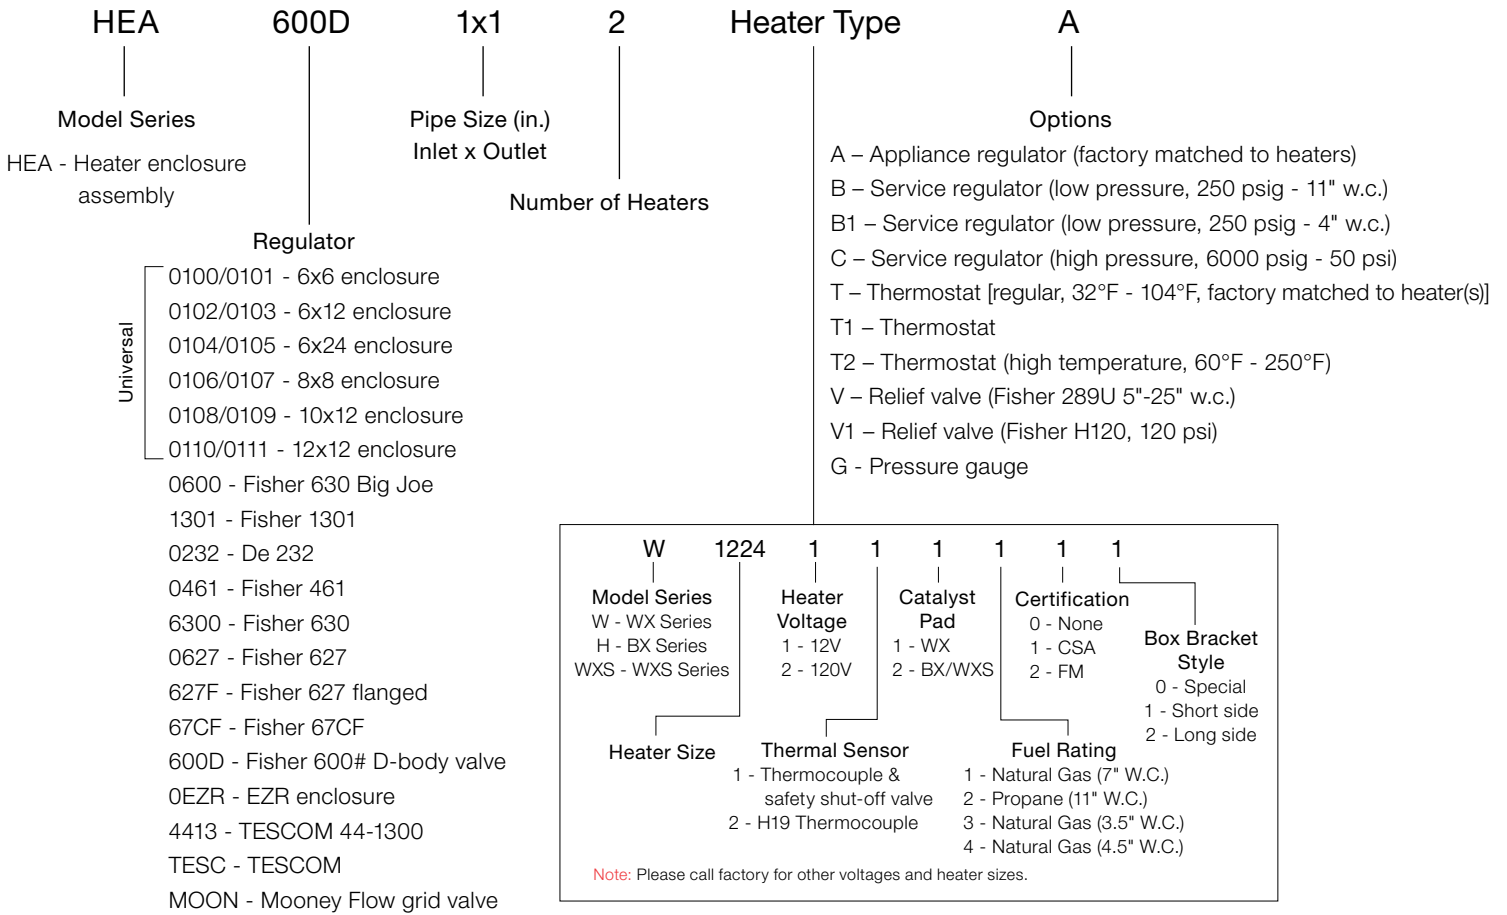 HEA 600D 1x1 2 Heater Type A
Model Series
HEA - Heater enclosure
assembly
Regulator
Universal
0100/0101 - 6x6 enclosure
0102/0103 - 6x12 enclosure
0104/0105 - 6x24 enclosure
0106/0107 - 8x8 enclosure
0108/0109 - 10x12 enclosure
0110/0111 - 12x12 enclosure
0600 - Fisher 630 Big Joe
1301 - Fisher 1301
0232 - De 232
0461 - Fisher 461
6300 - Fisher 630
0627 - Fisher 627
627F - Fisher 627 flanged
67CF - Fisher 67CF
600D - Fisher 600# D-body valve
0EZR - EZR enclosure
4413 - TESCOM 44-1300
TESC - TESCOM
MOON - Mooney Flow grid valve
Pipe Size (in.)
Inlet x Outlet
Number of Heaters
Options
A – Appliance regulator (factory matched to heaters)
B – Service regulator (low pressure, 250 psig - 11" w.c.)
B1 – Service regulator (low pressure, 250 psig - 4" w.c.)
C – Service regulator (high pressure, 6000 psig - 50 psi)
T – Thermostat [regular, 32°F - 104°F, factory matched to heater(s)]
T1 – Thermostat
T2 – Thermostat (high temperature, 60°F - 250°F)
V – Relief valve (Fisher 289U 5"-25" w.c.)
V1 – Relief valve (Fisher H120, 120 psi)
G - Pressure gauge
W 1224 1 1 1 1 1 1
Model Series
W - WX Series
H - BX Series
WXS - WXS Series
Heater Size
Heater
Voltage
1 - 12V
2 - 120V
Thermal Sensor
1 - Thermocouple &
safety shut-off valve
2 - H19 Thermocouple
Catalyst
Pad
1 - WX
2 - BX/WXS
Fuel Rating
1 - Natural Gas (7" W.C.)
2 - Propane (11" W.C.)
3 - Natural Gas (3.5" W.C.)
4 - Natural Gas (4.5" W.C.)
Certification
0 - None
1 - CSA
2 - FM
Box Bracket
Style
0 - Special
1 - Short side
2 - Long side
Note: Please call factory for other voltages and heater sizes.